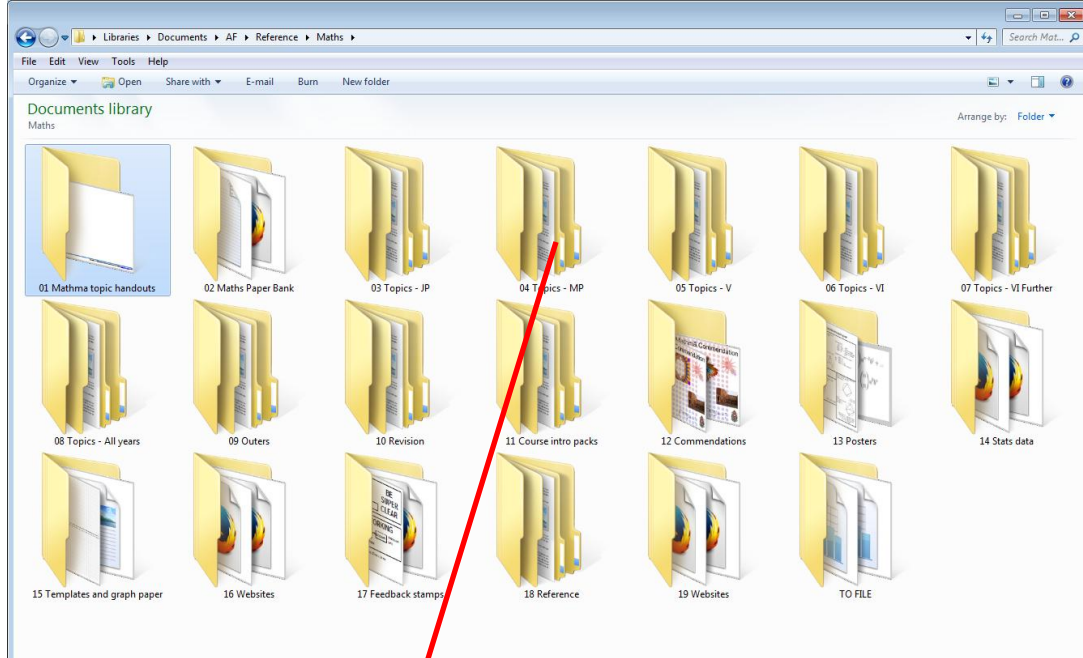 Libraries ▸ Documents ▸ AF ▸ Reference ▸ Maths ▸ Search Mat...
File Edit View Tools Help
Organize Open Share with E-mail Burn New folder
Documents library
Maths
Arrange by: Folder
01 Mathma topic handouts 02 Maths Paper Bank 03 Topics - JP 04 Topics - MP 05 Topics - V 06 Topics - VI 07 Topics - VI Further
Commendation
08 Topics - All years 09 Outers 10 Revision 11 Course intro packs 12 Commendations 13 Posters 14 Stats data
BE
SUPER
CLEAR
15 Templates and graph paper 16 Websites 17 Feedback stamps 18 Reference 19 Websites TO FILE